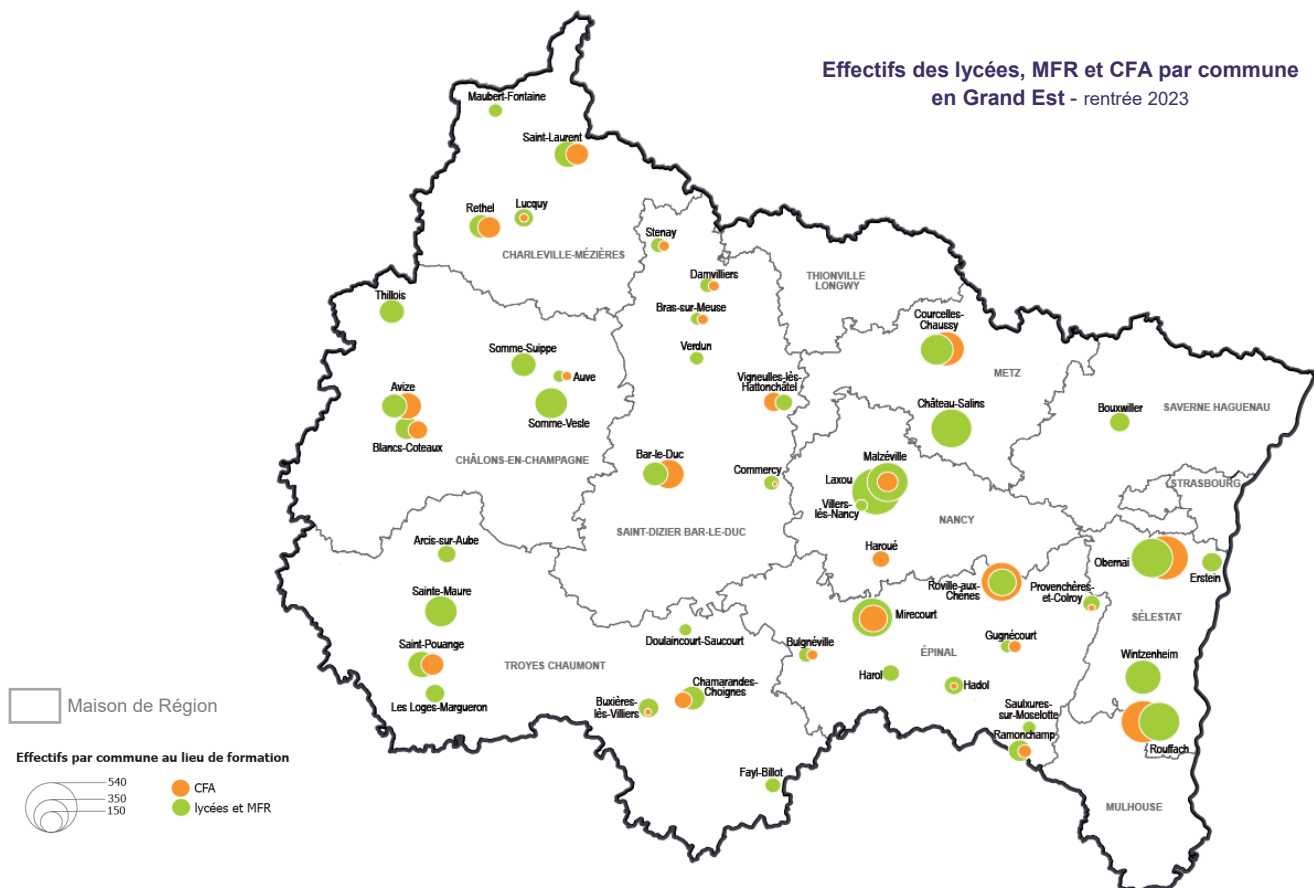 Effectifs des lycées, MFR et CFA par commune
en Grand Est - rentrée 2023
Maubert-Fontaine
Saint-Laurent
Rethel
Lucquy
CHARLEVILLE-MÉZIÈRES
Stenay
Damvilliers
Bras-sur-Meuse
Verdun
THIONVILLE
LONGWY
Thillois
Somme-Suippe
Auve
Avize
Somme-Vesle
Blancs-Coteaux
CHÂLONS-EN-CHAMPAGNE
Vigneulles-lès-
Hattonchâtel
Courcelles-
Chaussy
METZ
Château-Salins
Bouxwiller
SAVERNE HAGUENAU
Bar-le-Duc
Commercy
SAINT-DIZIER BAR-LE-DUC
Malzéville
Laxou
Villers-
lès-Nancy
NANCY
Haroué
STRASBOURG
Obernai
Erstein
Arcis-sur-Aube
Sainte-Maure
Saint-Pouange
Les Loges-Margueron
TROYES CHAUMONT
Doulaincourt-Saucourt
Buxières-
lès-Villiers
Chamarandes-
Choignes
Fayl-Billot
Roville-aux-
Chênes
Provenchères-
et-Colroy
Mirecourt
Bulgnéville
Gugnécourt
ÉPINAL
Harol
Hadol
Saulxures-
sur-Moselotte
Ramonchamp
SÉLESTAT
Wintzenheim
Rouffach
MULHOUSE
Maison de Région
Effectifs par commune au lieu de formation
540
350
150
CFA
lycées et MFR